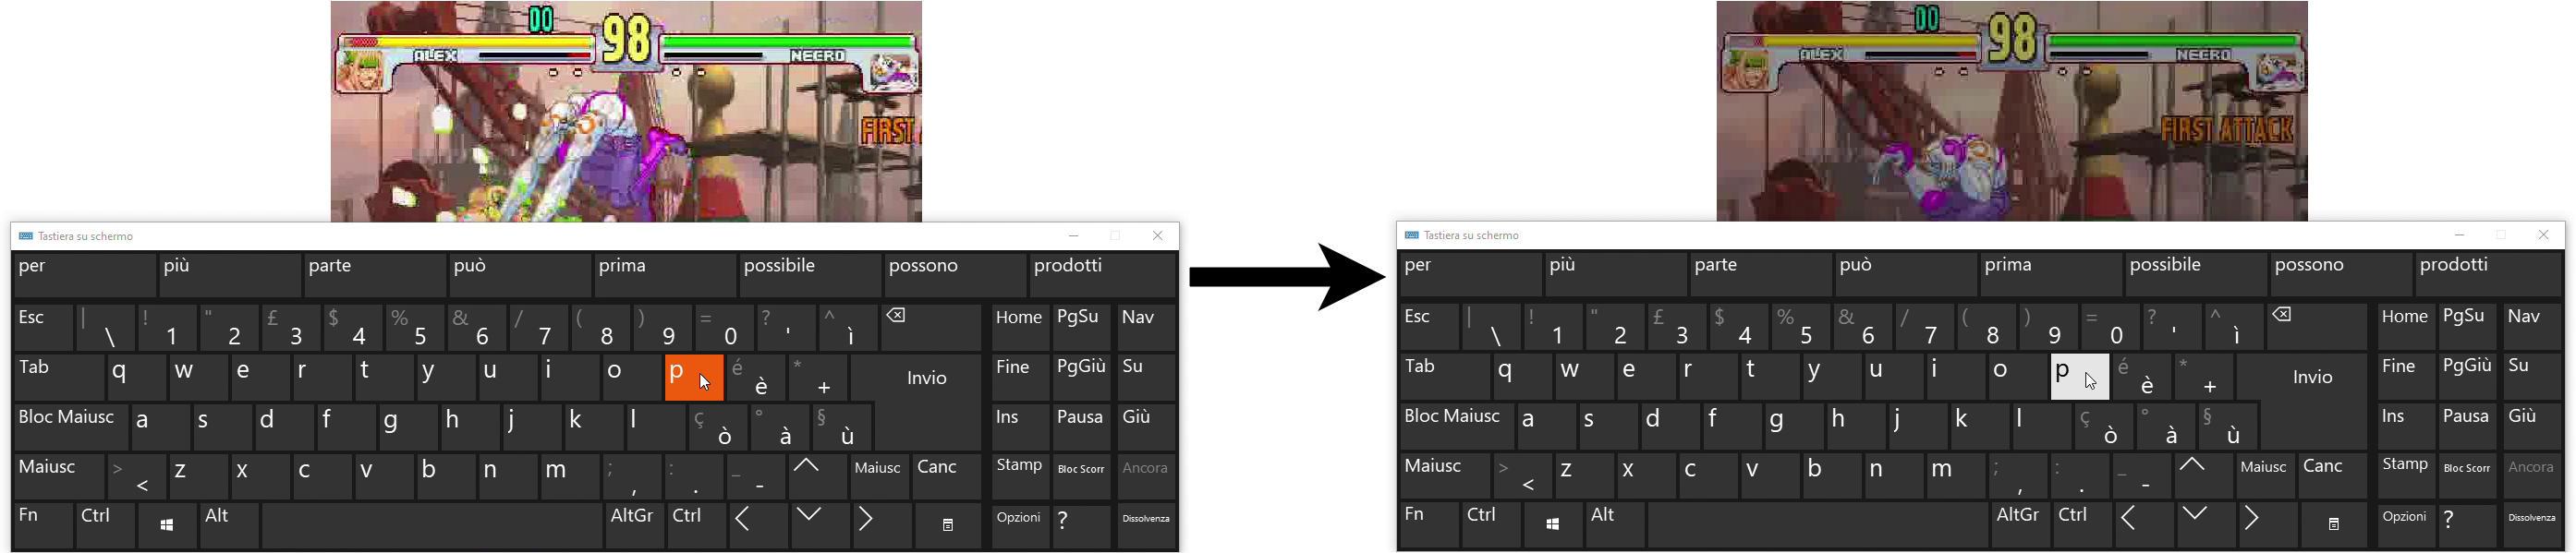 DO 98
ALEX NECRO
FIRST
Tastiera su schermo
per più parte può prima possibile possono prodotti
Esc | \ ! 1 " 2 £ 3 $ 4 % 5 & 6 / 7 ( 8 ) 9 = 0 ? ' ^ ì Home PgSu Nav
Tab q w e r t y u i o p é è * + Invio Fine PgGiù Su
Bloc Maiusc a s d f g h j k l ç ò ° à § ù Ins Pausa Giù
Maiusc > < z x c v b n m ; , : . _ - Maiusc Canc Stamp Bloc Scorr Ancora
Fn Ctrl Alt AltGr Ctrl Opzioni ? Dissolvenza
DO 98
ALEX NECRO
FIRST ATTACK
Tastiera su schermo
per più parte può prima possibile possono prodotti
Esc | \ ! 1 " 2 £ 3 $ 4 % 5 & 6 / 7 ( 8 ) 9 = 0 ? ' ^ ì Home PgSu Nav
Tab q w e r t y u i o p é è * + Invio Fine PgGiù Su
Bloc Maiusc a s d f g h j k l ç ò ° à § ù Ins Pausa Giù
Maiusc > < z x c v b n m ; , : . _ - Maiusc Canc Stamp Bloc Scorr Ancora
Fn Ctrl Alt AltGr Ctrl Opzioni ? Dissolvenza